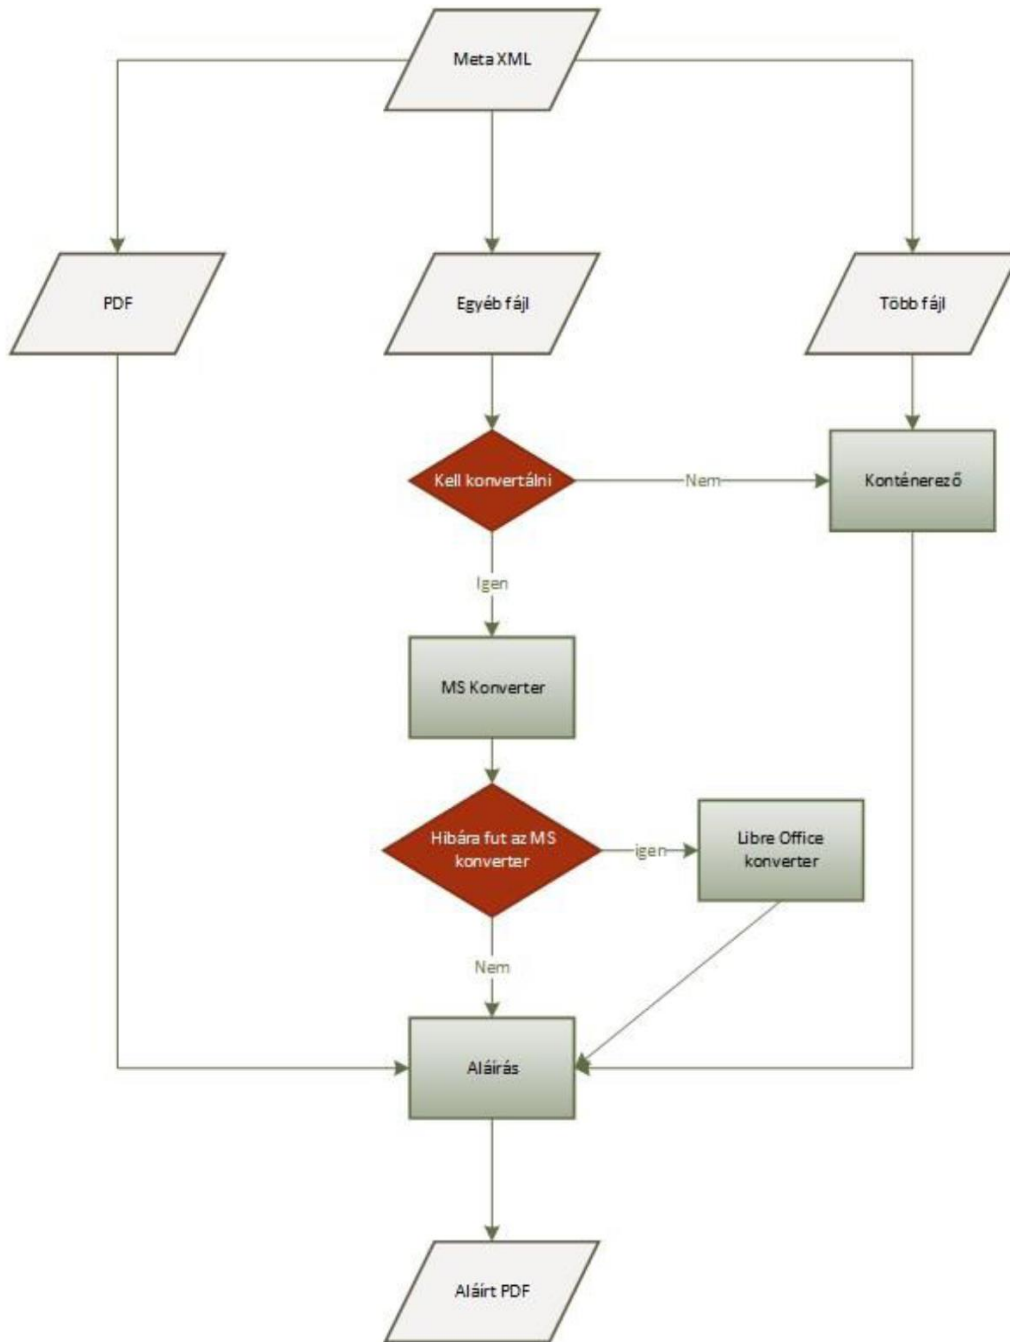 Meta XML
PDF
Egyéb fájl
Több fájl
Kell konvertálni
Nem
Konténerező
Igen
MS Konverter
Hibára fut az MS
konverter
igen
Libre Office
konverter
Nem
Aláírás
Aláírt PDF